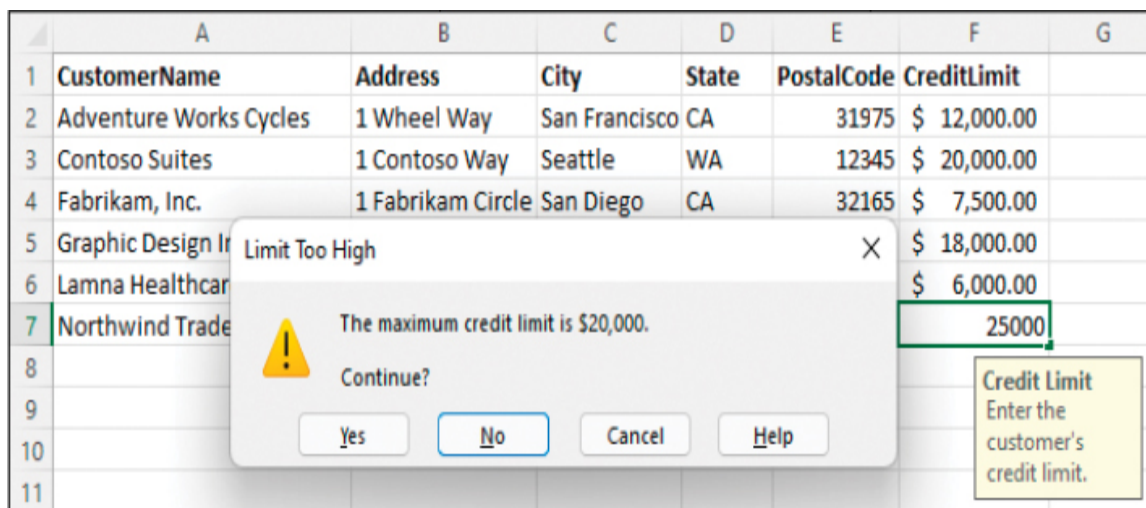 A B C D E F G
1 CustomerName Address City State PostalCode CreditLimit
2 Adventure Works Cycles 1 Wheel Way San Francisco CA 31975 $ 12,000.00
3 Contoso Suites 1 Contoso Way Seattle WA 12345 $ 20,000.00
4 Fabrikam, Inc. 1 Fabrikam Circle San Diego CA 32165 $ 7,500.00
5 Graphic Design $ 18,000.00
6 Lamna $ 6,000.00
7 Northwind 25000
8
9
10
11
Limit Too High
The maximum credit limit is $20,000.
Continue?
Yes No Cancel Help
Credit Limit
Enter the
customer's
credit limit.